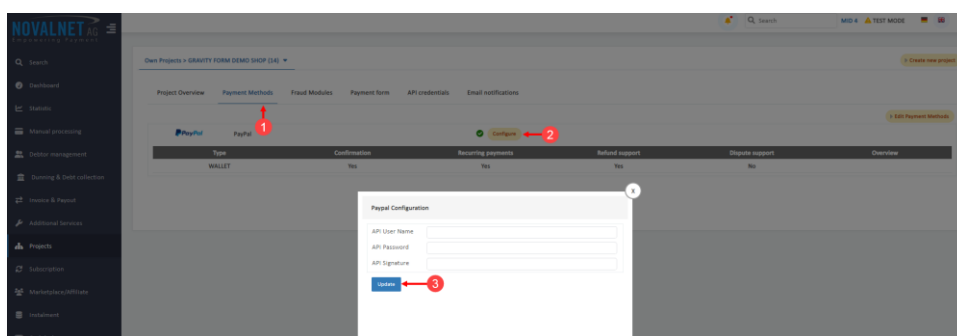 NOVALNET AG
Empowering Payment
Search
MID-4 TEST MODE
Search
Own Projects > GRAVITY FORM DEMO SHOP (14)
> Create new project
Dashboard
Project Overview Payment Methods Fraud Modules Payment form API credentials Email notifications
Statistic
> Edit Payment Methods
1
Manual processing
PayPal PayPal Configure 2
Debtor management
Type Confirmation Recurring payments Refund support Dispute support Overview
WALLET Yes Yes Yes No
Dunning & Debt collection
X
Invoice & Payout
Paypal Configuration
Additional Services
API User Name
Projects
API Password
API Signature
Subscription
Update 3
Marketplace/Affiliate
Instalment